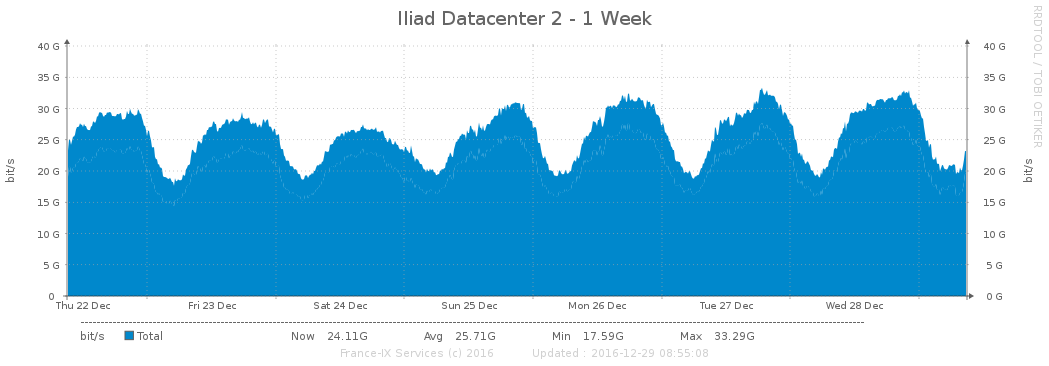 Iliad Datacenter 2 - 1 Week
RRDTOOL / TOBI OETIKER
40 G 40 G
35 G 35 G
30 G 30 G
25 G 25 G
20 G 20 G
15 G 15 G
10 G 10 G
5 G 5 G
0 0 G
bit/s
bit/s
Thu 22 Dec Fri 23 Dec Sat 24 Dec Sun 25 Dec Mon 26 Dec Tue 27 Dec Wed 28 Dec
bit/s Total Now 24.11G Avg 25.71G Min 17.59G Max 33.29G
France-IX Services (c) 2016 Updated : 2016-12-29 08:55:08